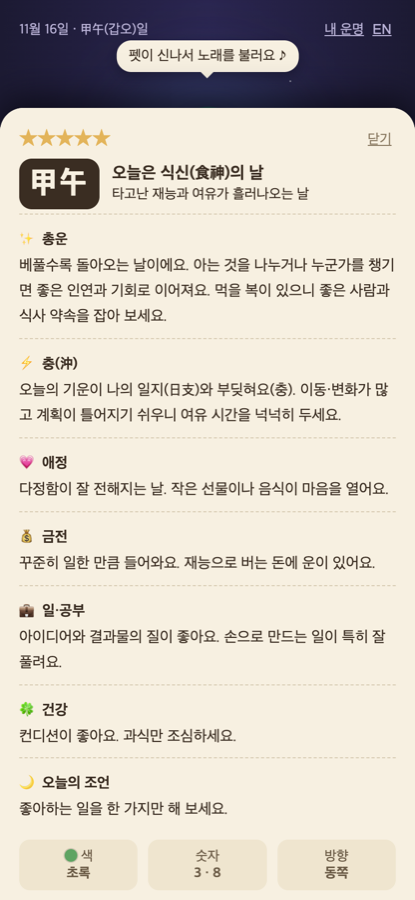 11월 16일 · 甲午(갑오)일
내 운명 EN
펫이 신나서 노래를 불러요 ♪
★★★★★
닫기
甲午
오늘은 식신(食神)의 날
타고난 재능과 여유가 흘러나오는 날
✨ 총운
베풀수록 돌아오는 날이에요. 아는 것을 나누거나 누군가를 챙기
면 좋은 인연과 기회로 이어져요. 먹을 복이 있으니 좋은 사람과
식사 약속을 잡아 보세요.
⚡ 충(沖)
오늘의 기운이 나의 일지(日支)와 부딪혀요(충). 이동·변화가 많
고 계획이 틀어지기 쉬우니 여유 시간을 넉넉히 두세요.
💗 애정
다정함이 잘 전해지는 날. 작은 선물이나 음식이 마음을 열어요.
💰 금전
꾸준히 일한 만큼 들어와요. 재능으로 버는 돈에 운이 있어요.
💼 일·공부
아이디어와 결과물의 질이 좋아요. 손으로 만드는 일이 특히 잘
풀려요.
🍀 건강
컨디션이 좋아요. 과식만 조심하세요.
🌙 오늘의 조언
좋아하는 일을 한 가지만 해 보세요.
색
초록
숫자
3 · 8
방향
동쪽